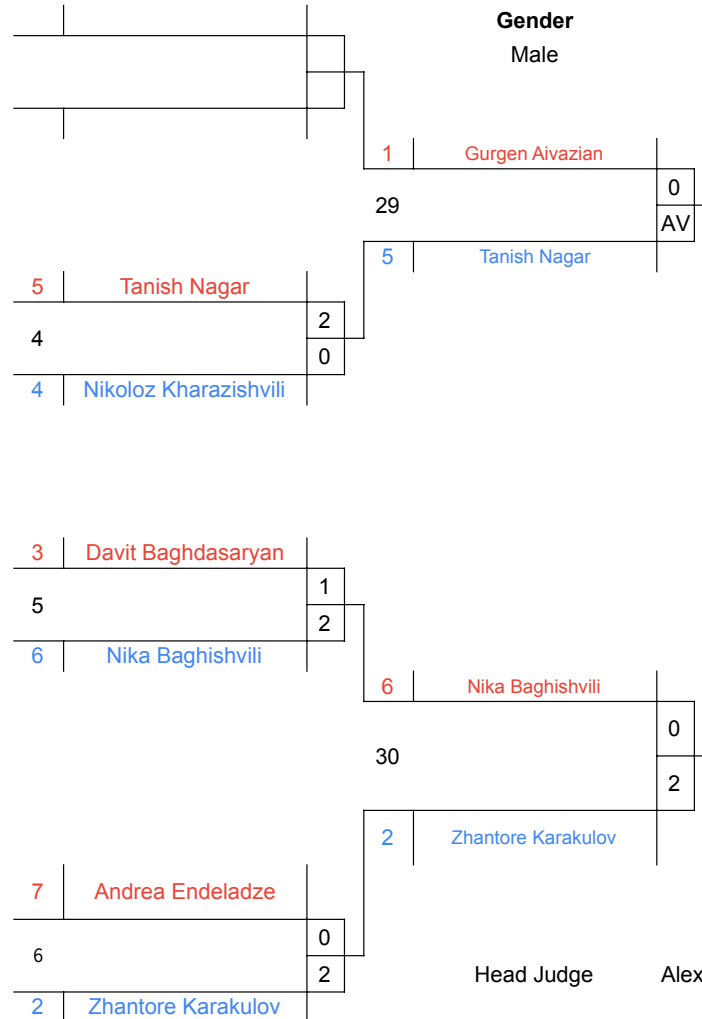 Gender
Male
1 Gurgen Aivazian
0
29
AV
5 Tanish Nagar
5 Tanish Nagar
2
4
0
4 Nikoloz Kharazishvili
3 Davit Baghdasaryan
1
5
2
6 Nika Baghishvili
6 Nika Baghishvili
0
30
2
2 Zhantore Karakulov
7 Andrea Endeladze
0
6
2
Head Judge Alex
2 Zhantore Karakulov